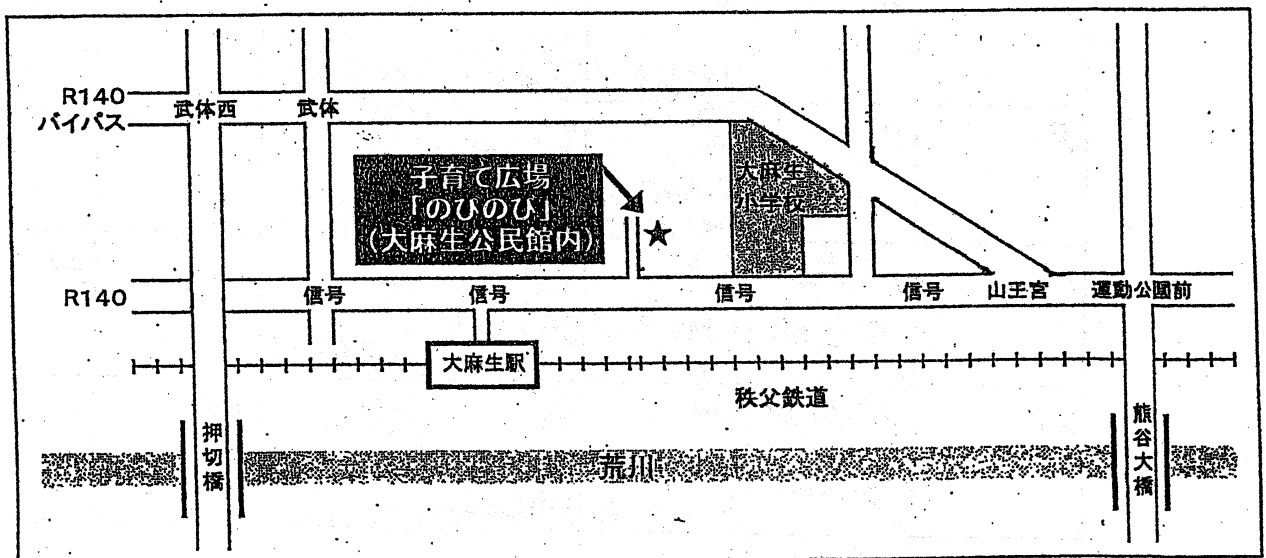 R140
バイパス
武体西
武体
子育て広場
「のびのび」
(大麻生公民館内)
大麻生
小学校
R140
信号
信号
信号
信号
山王宮
運動公園前
大麻生駅
秩父鉄道
押切橋
荒川
熊谷大橋